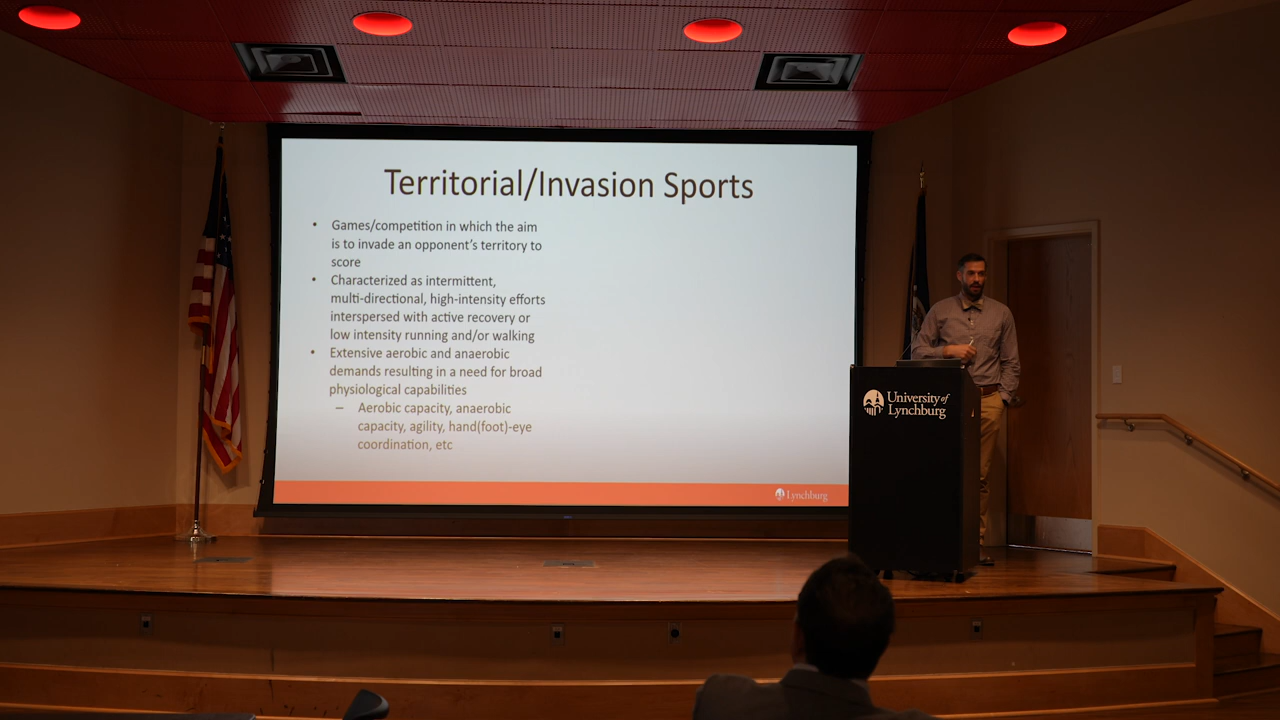 Territorial/Invasion Sports
• Games/competition in which the aim
is to invade an opponent's territory to
score
• Characterized as intermittent,
multi-directional, high-intensity efforts
interspersed with active recovery or
low intensity running and/or walking
• Extensive aerobic and anaerobic
demands resulting in a need for broad
physiological capabilities
– Aerobic capacity, anaerobic
capacity, agility, hand(foot)-eye
coordination, etc
Lynchburg
University of
Lynchburg